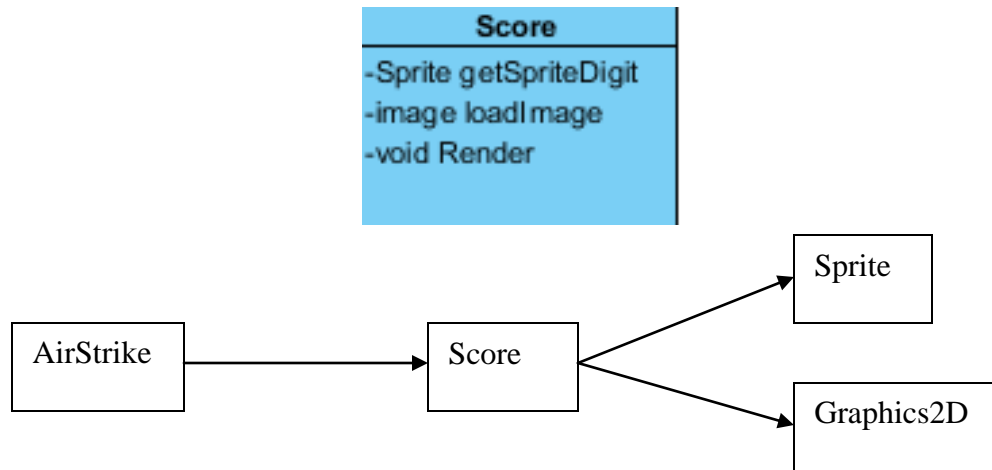 Score
-Sprite getSpriteDigit
-image loadImage
-void Render
Sprite
AirStrike
Score
Graphics2D